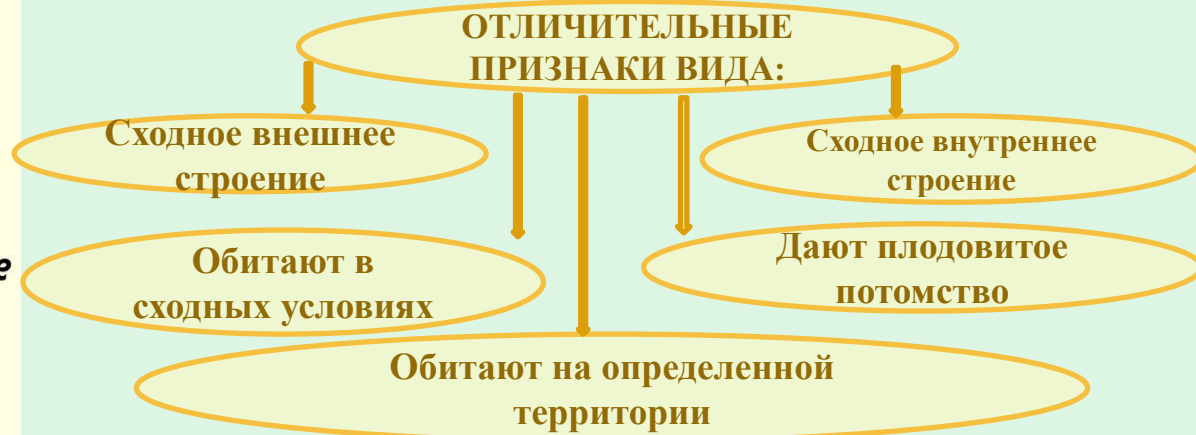 ОТЛИЧИТЕЛЬНЫЕ
ПРИЗНАКИ ВИДА:
Сходное внешнее
строение
Сходное внутреннее
строение
е
Обитают в
сходных условиях
Дают плодовитое
потомство
Обитают на определенной
территории